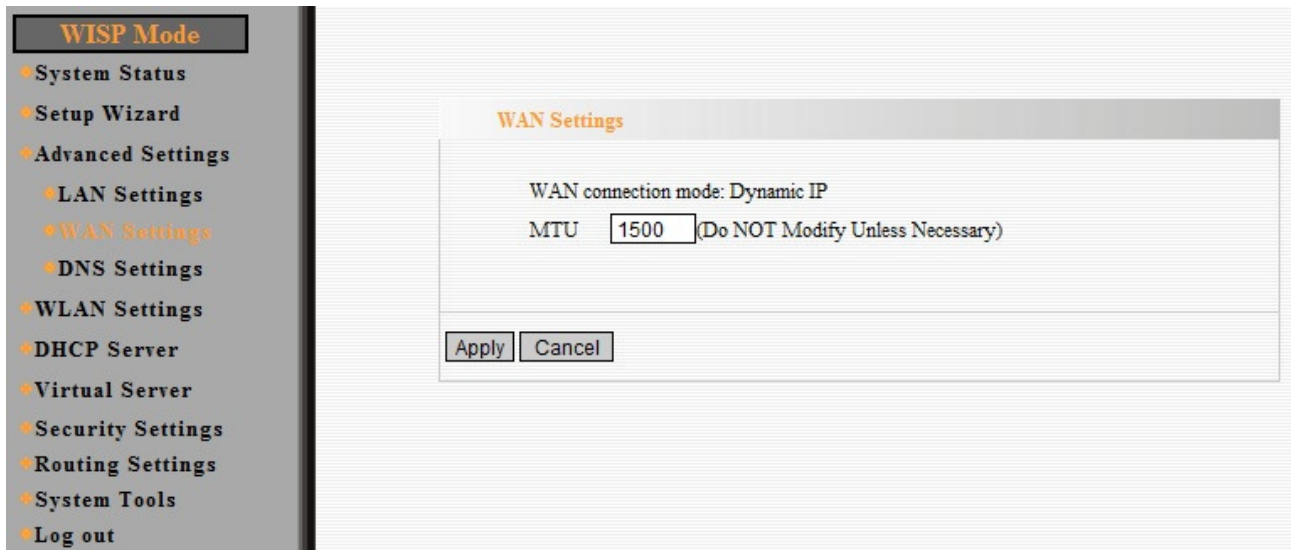 WISP Mode
System Status
Setup Wizard
Advanced Settings
LAN Settings
WAN Settings
DNS Settings
WLAN Settings
DHCP Server
Virtual Server
Security Settings
Routing Settings
System Tools
Log out
WAN Settings
WAN connection mode: Dynamic IP
MTU 1500 (Do NOT Modify Unless Necessary)
Apply Cancel